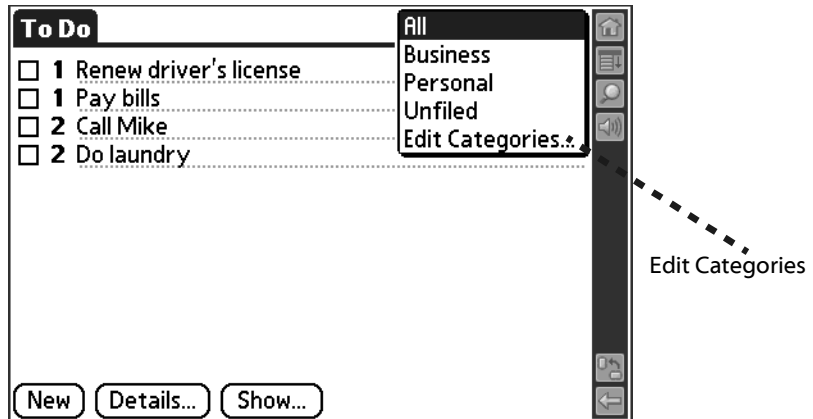 To Do
All
Business
Personal
Unfiled
Edit Categories...
1 Renew driver's license
1 Pay bills
2 Call Mike
2 Do laundry
Edit Categories
New Details... Show...